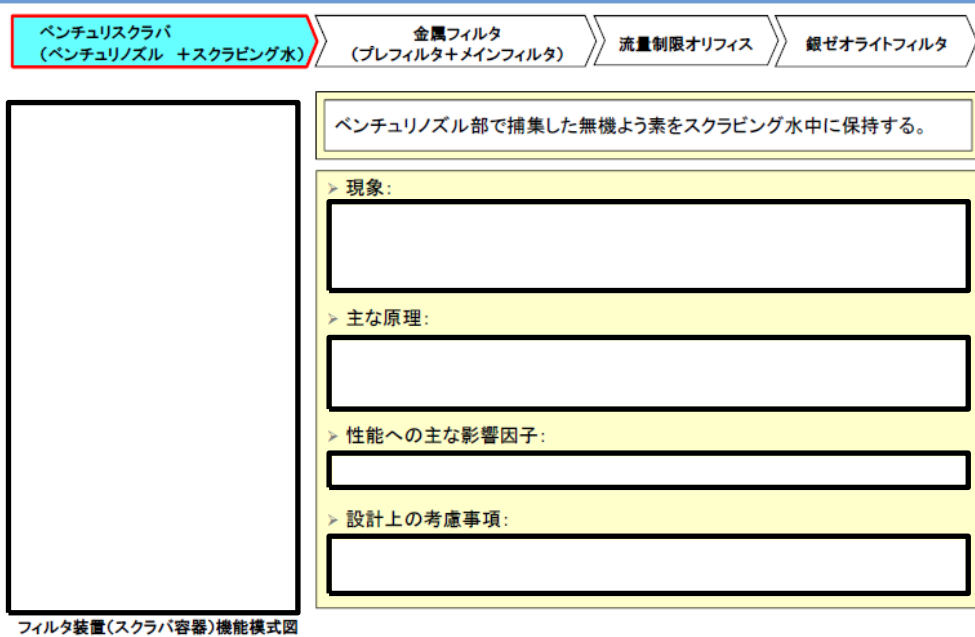 ベンチュリスクラバ
（ベンチュリノズル　＋スクラビング水）
金属フィルタ
（プレフィルタ＋メインフィルタ）
流量制限オリフィス
銀ゼオライトフィルタ
ベンチュリノズル部で捕集した無機よう素をスクラビング水中に保持する。
➢ 現象：
➢ 主な原理：
➢ 性能への主な影響因子：
➢ 設計上の考慮事項：
フィルタ装置（スクラバ容器）機能模式図